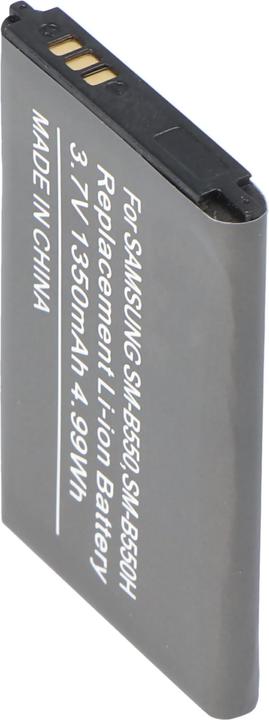 For SAMSUNG SM-B550,SM-B550H
Replacement Li-ion Battery
3.7V 1350mAh 4.99Wh
MADE IN CHINA